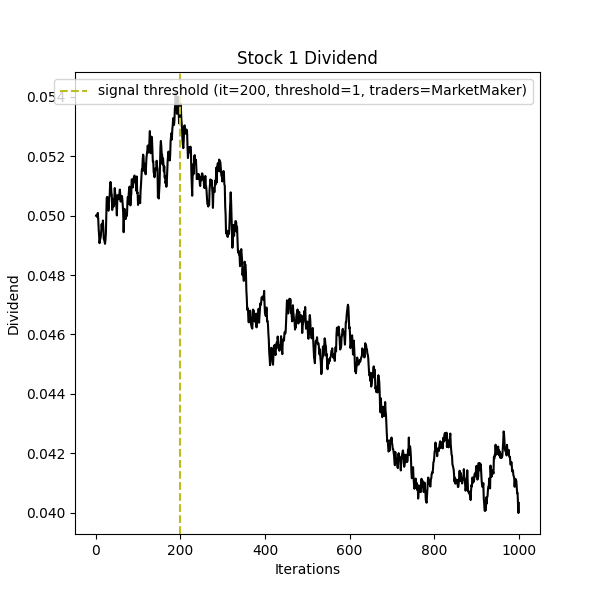 Stock 1 Dividend
signal threshold (it=200, threshold=1, traders=MarketMaker)
0.054
0.052
0.050
0.048
0.046
0.044
0.042
0.040
Dividend
0 200 400 600 800 1000
Iterations